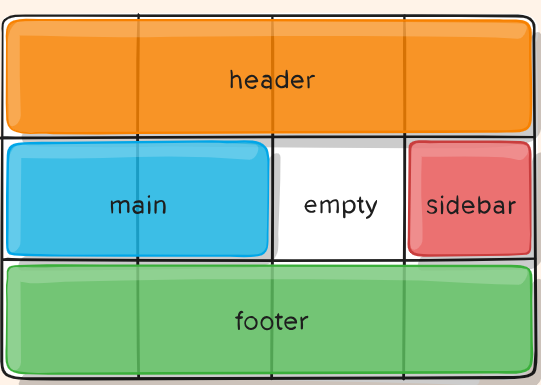 header
main
empty
sidebar
footer